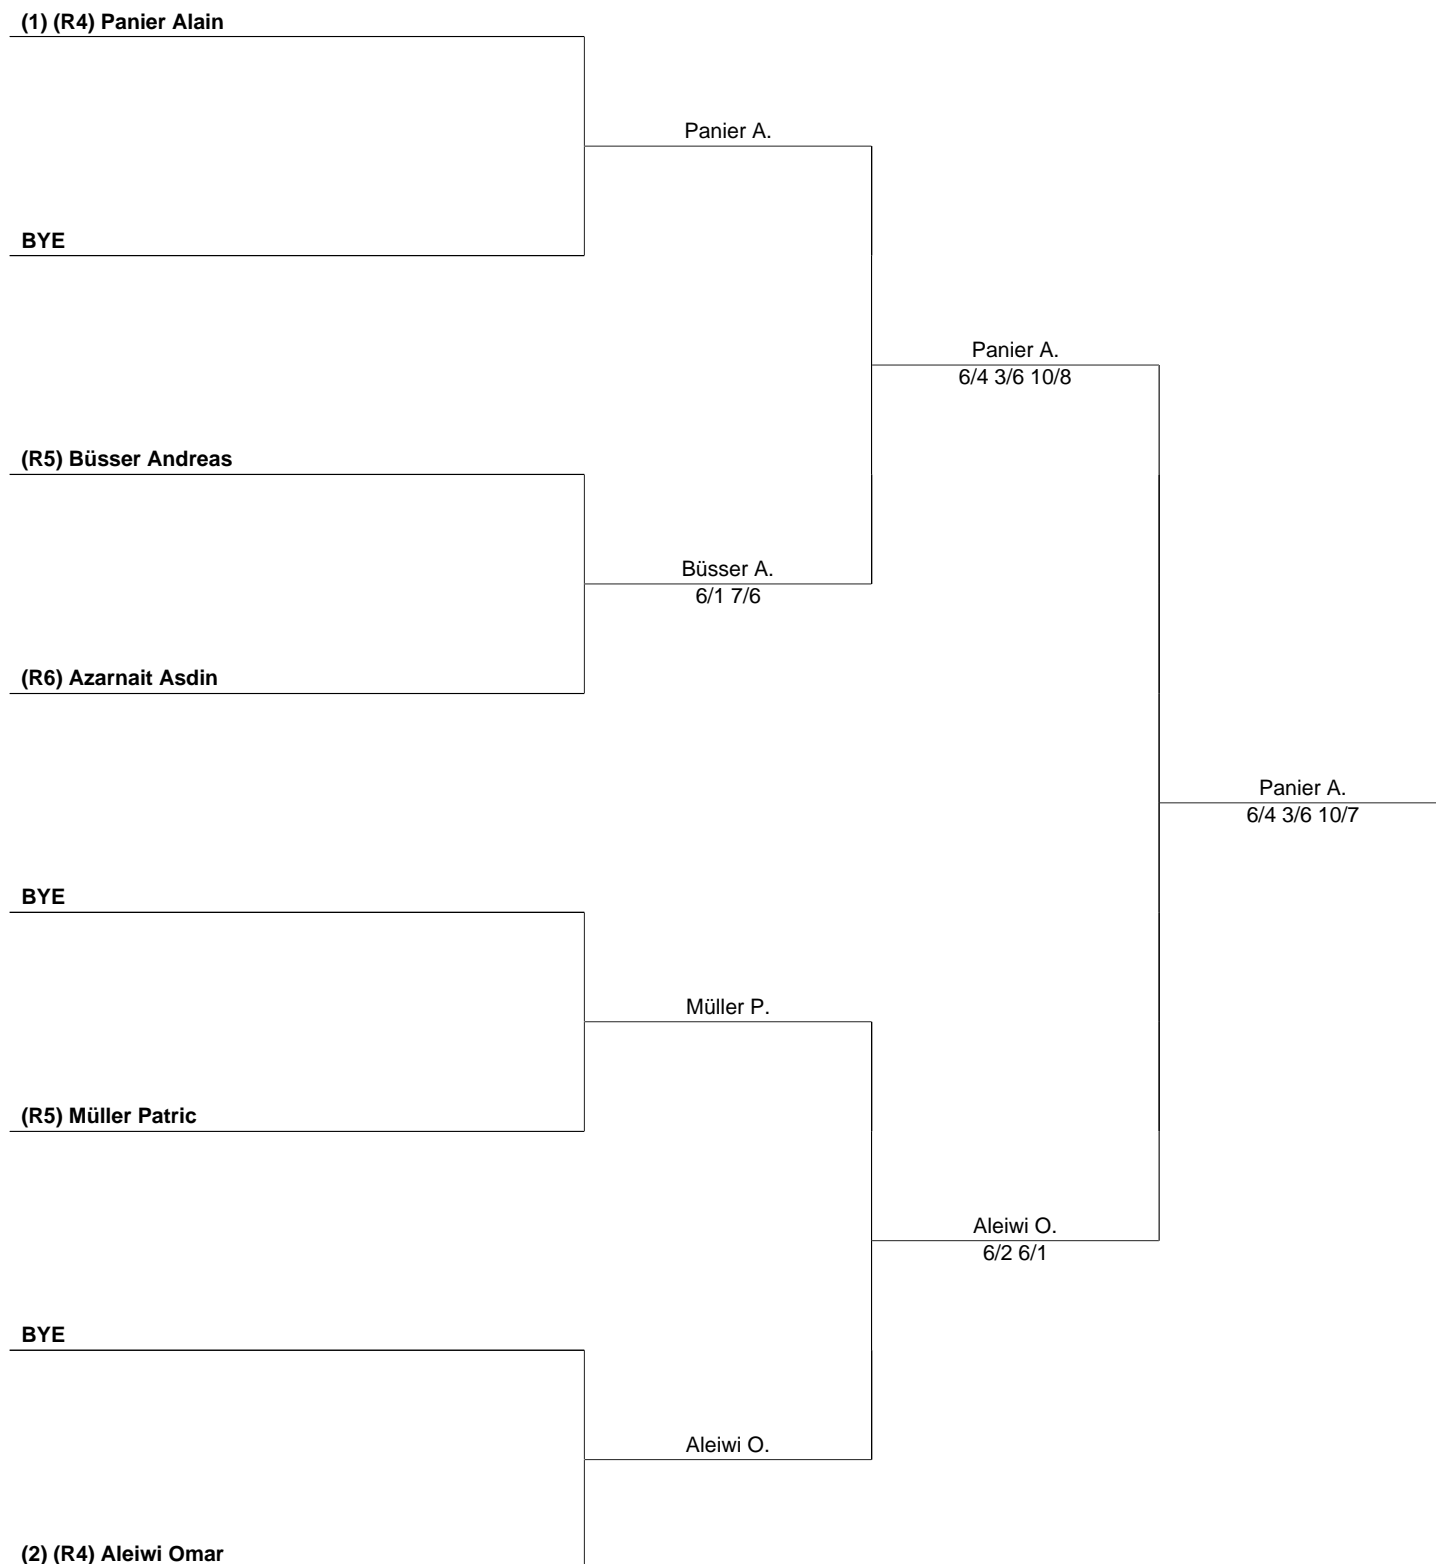 (1) (R4) Panier Alain
Panier A.
BYE
Panier A.
6/4 3/6 10/8
(R5) Büsser Andreas
Büsser A.
6/1 7/6
(R6) Azarnait Asdin
Panier A.
6/4 3/6 10/7
BYE
Müller P.
(R5) Müller Patric
Aleiwi O.
6/2 6/1
BYE
Aleiwi O.
(2) (R4) Aleiwi Omar